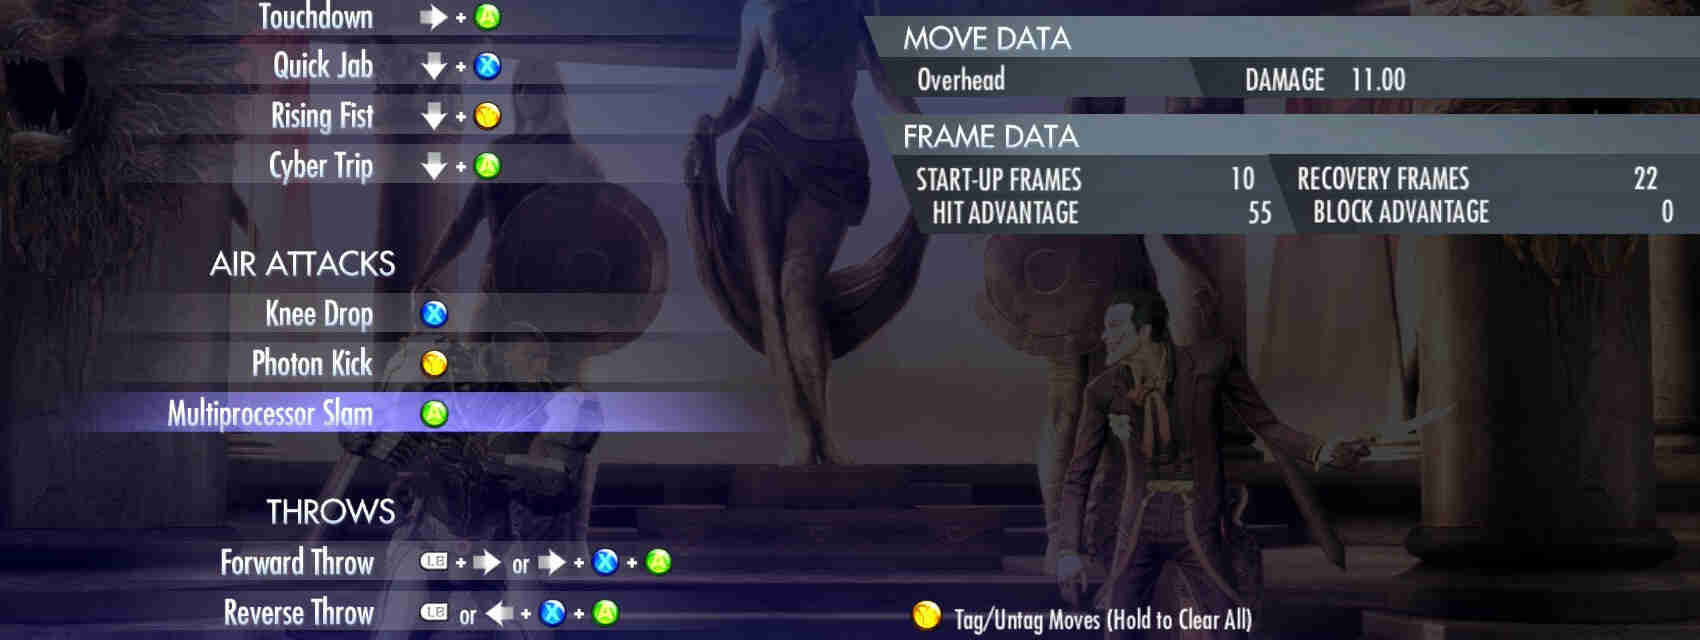 Touchdown + A
Quick Jab + X
Rising Fist + Y
Cyber Trip + A
AIR ATTACKS
Knee Drop X
Photon Kick Y
Multiprocessor Slam A
THROWS
Forward Throw LB + or + X + A
Reverse Throw LB or + X + A
MOVE DATA
Overhead DAMAGE 11.00
FRAME DATA
START-UP FRAMES 10 RECOVERY FRAMES 22
HIT ADVANTAGE 55 BLOCK ADVANTAGE 0
Y Tag/Untag Moves (Hold to Clear All)